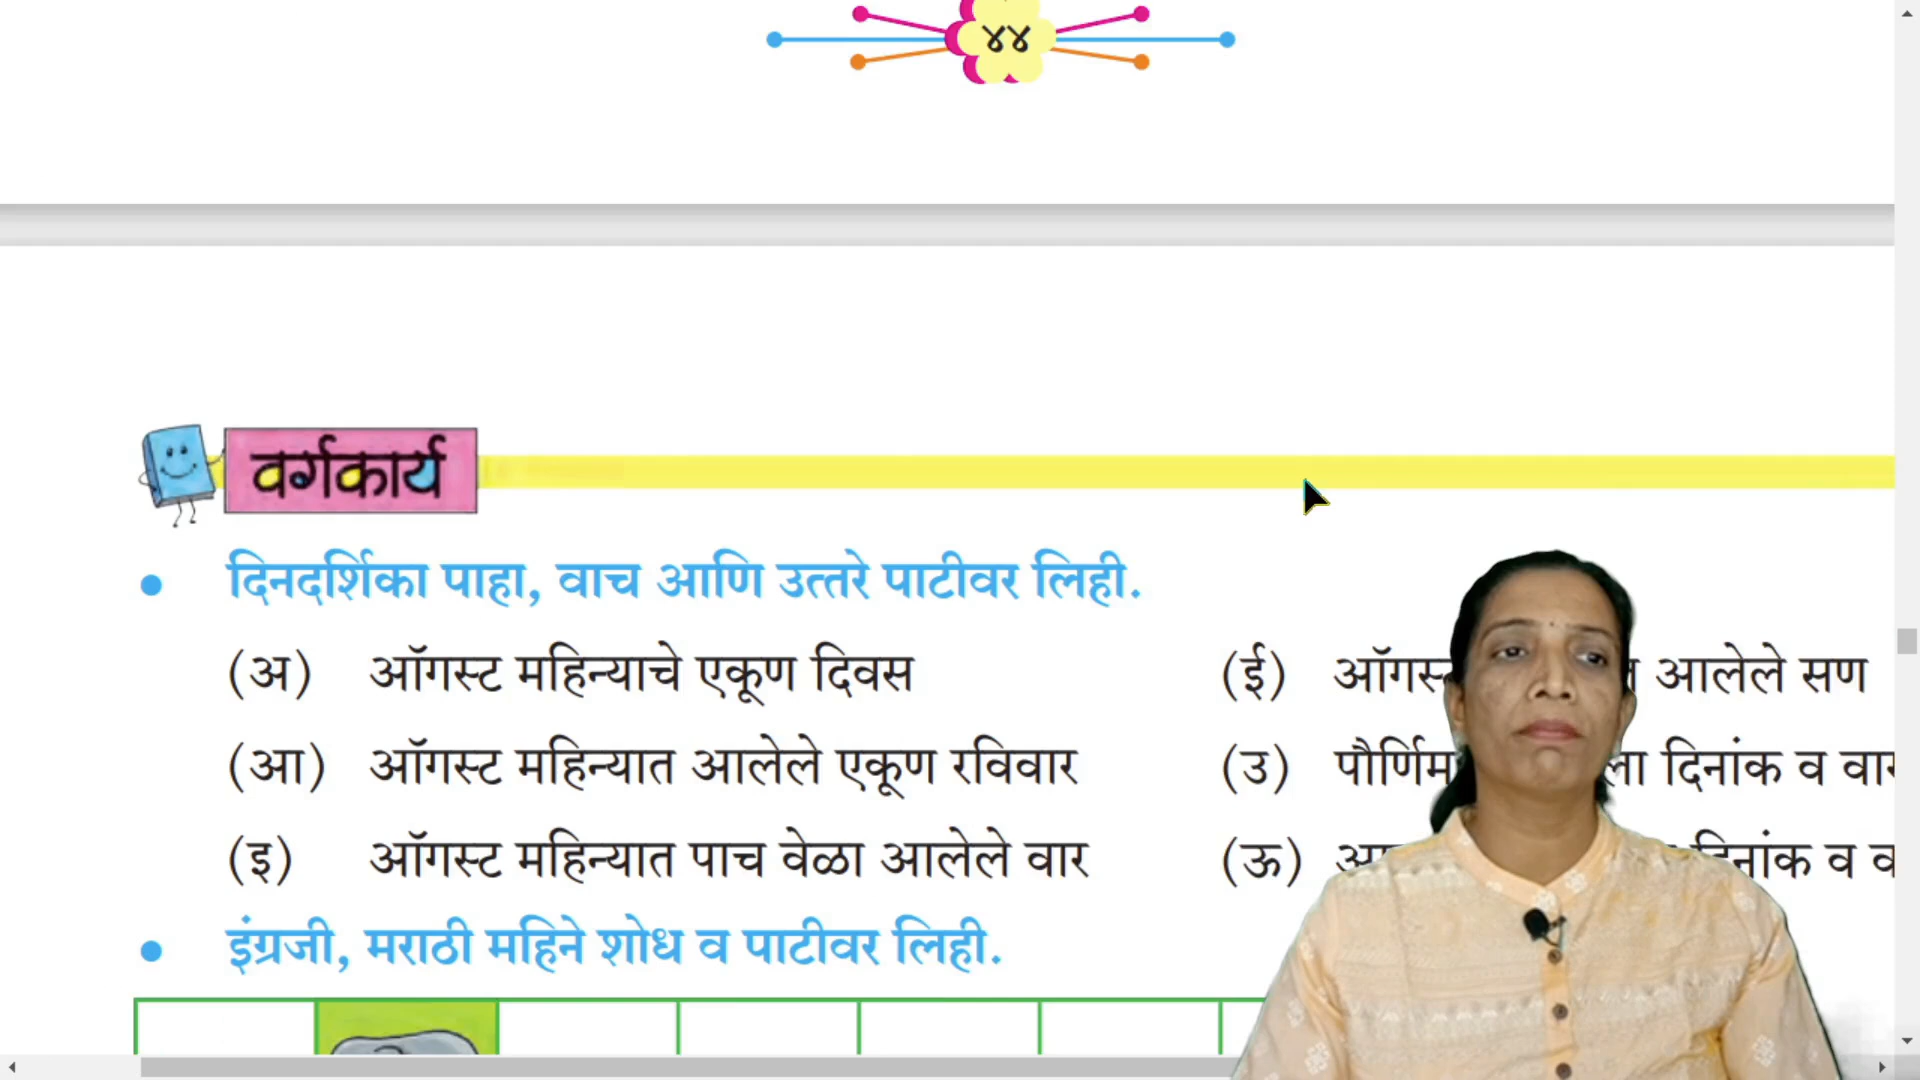 ४४
वर्गकार्य
दिनदर्शिका पाहा, वाच आणि उत्तरे पाटीवर लिही.
(अ) ऑगस्ट महिन्याचे एकूण दिवस
(ई) आलेले सण
(आ) ऑगस्ट महिन्यात आलेले एकूण रविवार
(उ) दिनांक व
(इ) ऑगस्ट महिन्यात पाच वेळा आलेले वार
(ऊ) दिनांक व
इंग्रजी, मराठी महिने शोध व पाटीवर लिही.